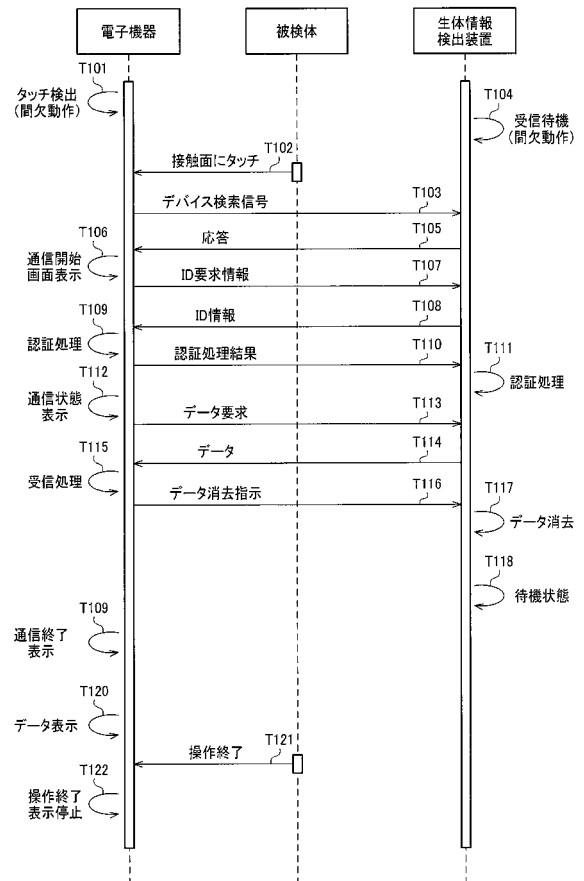 電子機器
被検体
生体情報
検出装置
T101
タッチ検出
(間欠動作)
T104
受信待機
(間欠動作)
T102
接触面にタッチ
T103
デバイス検索信号
T105
応答
T106
通信開始
画面表示
T107
ID要求情報
T108
ID情報
T109
認証処理
T110
認証処理結果
T111
認証処理
T112
通信状態
表示
T113
データ要求
T114
データ
T115
受信処理
T116
データ消去指示
T117
データ消去
T118
待機状態
T109
通信終了
表示
T120
データ表示
T121
操作終了
T122
操作終了
表示停止